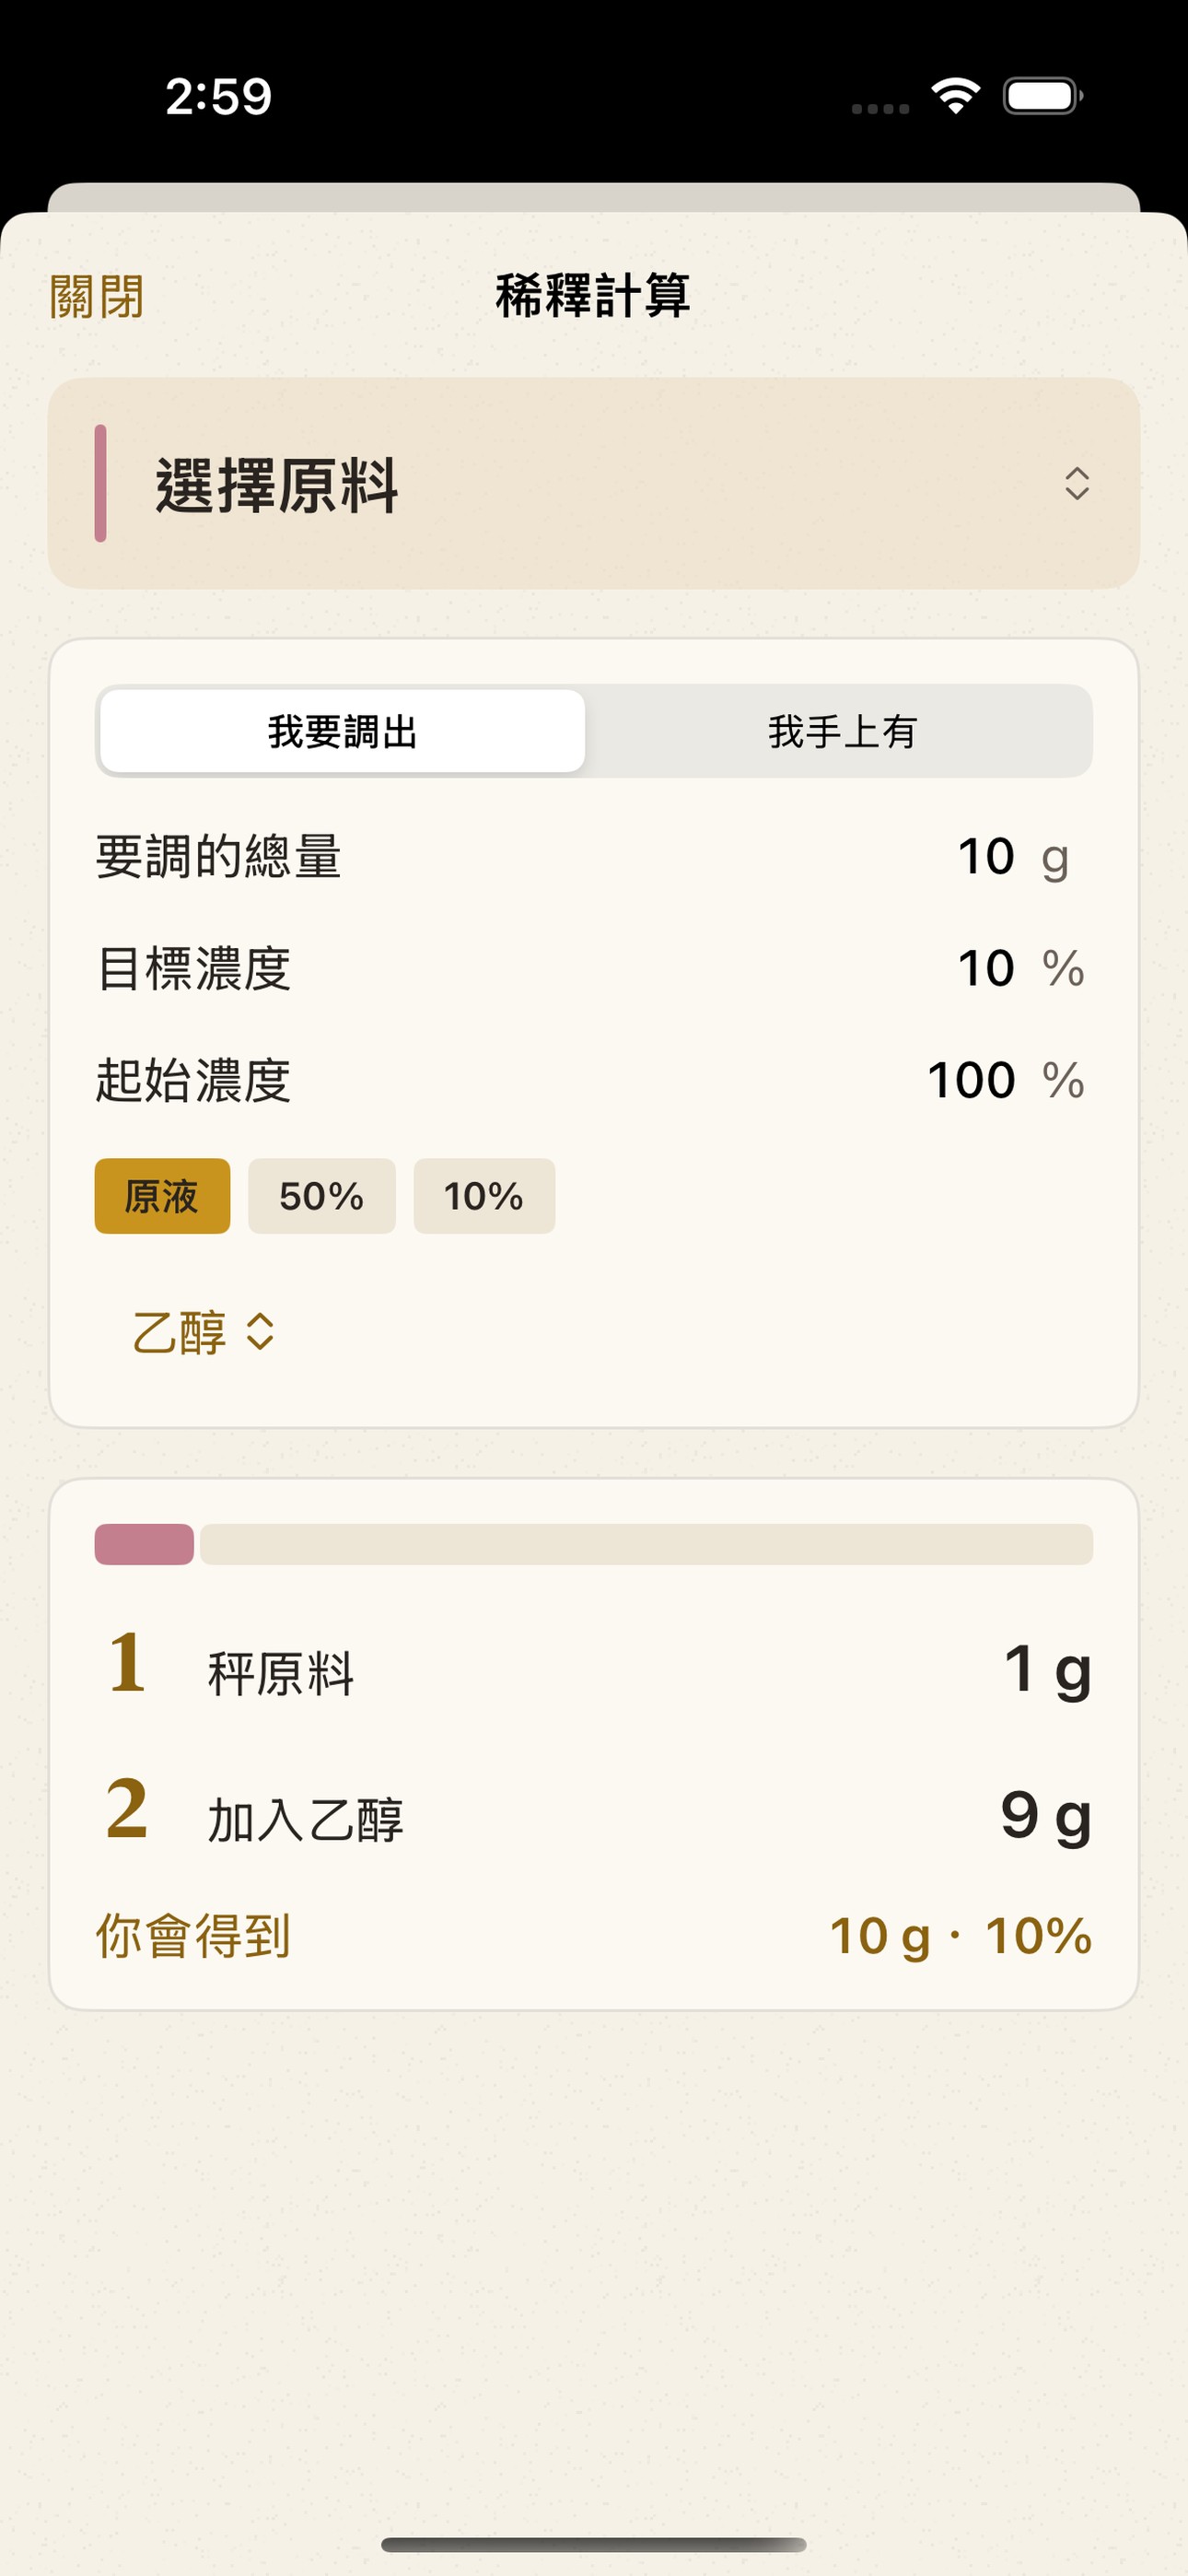 2:59
關閉
稀釋計算
選擇原料
我要調出
我手上有
要調的總量 10 g
目標濃度 10 %
起始濃度 100 %
原液 50% 10%
乙醇
1 秤原料 1 g
2 加入乙醇 9 g
你會得到 10 g · 10%